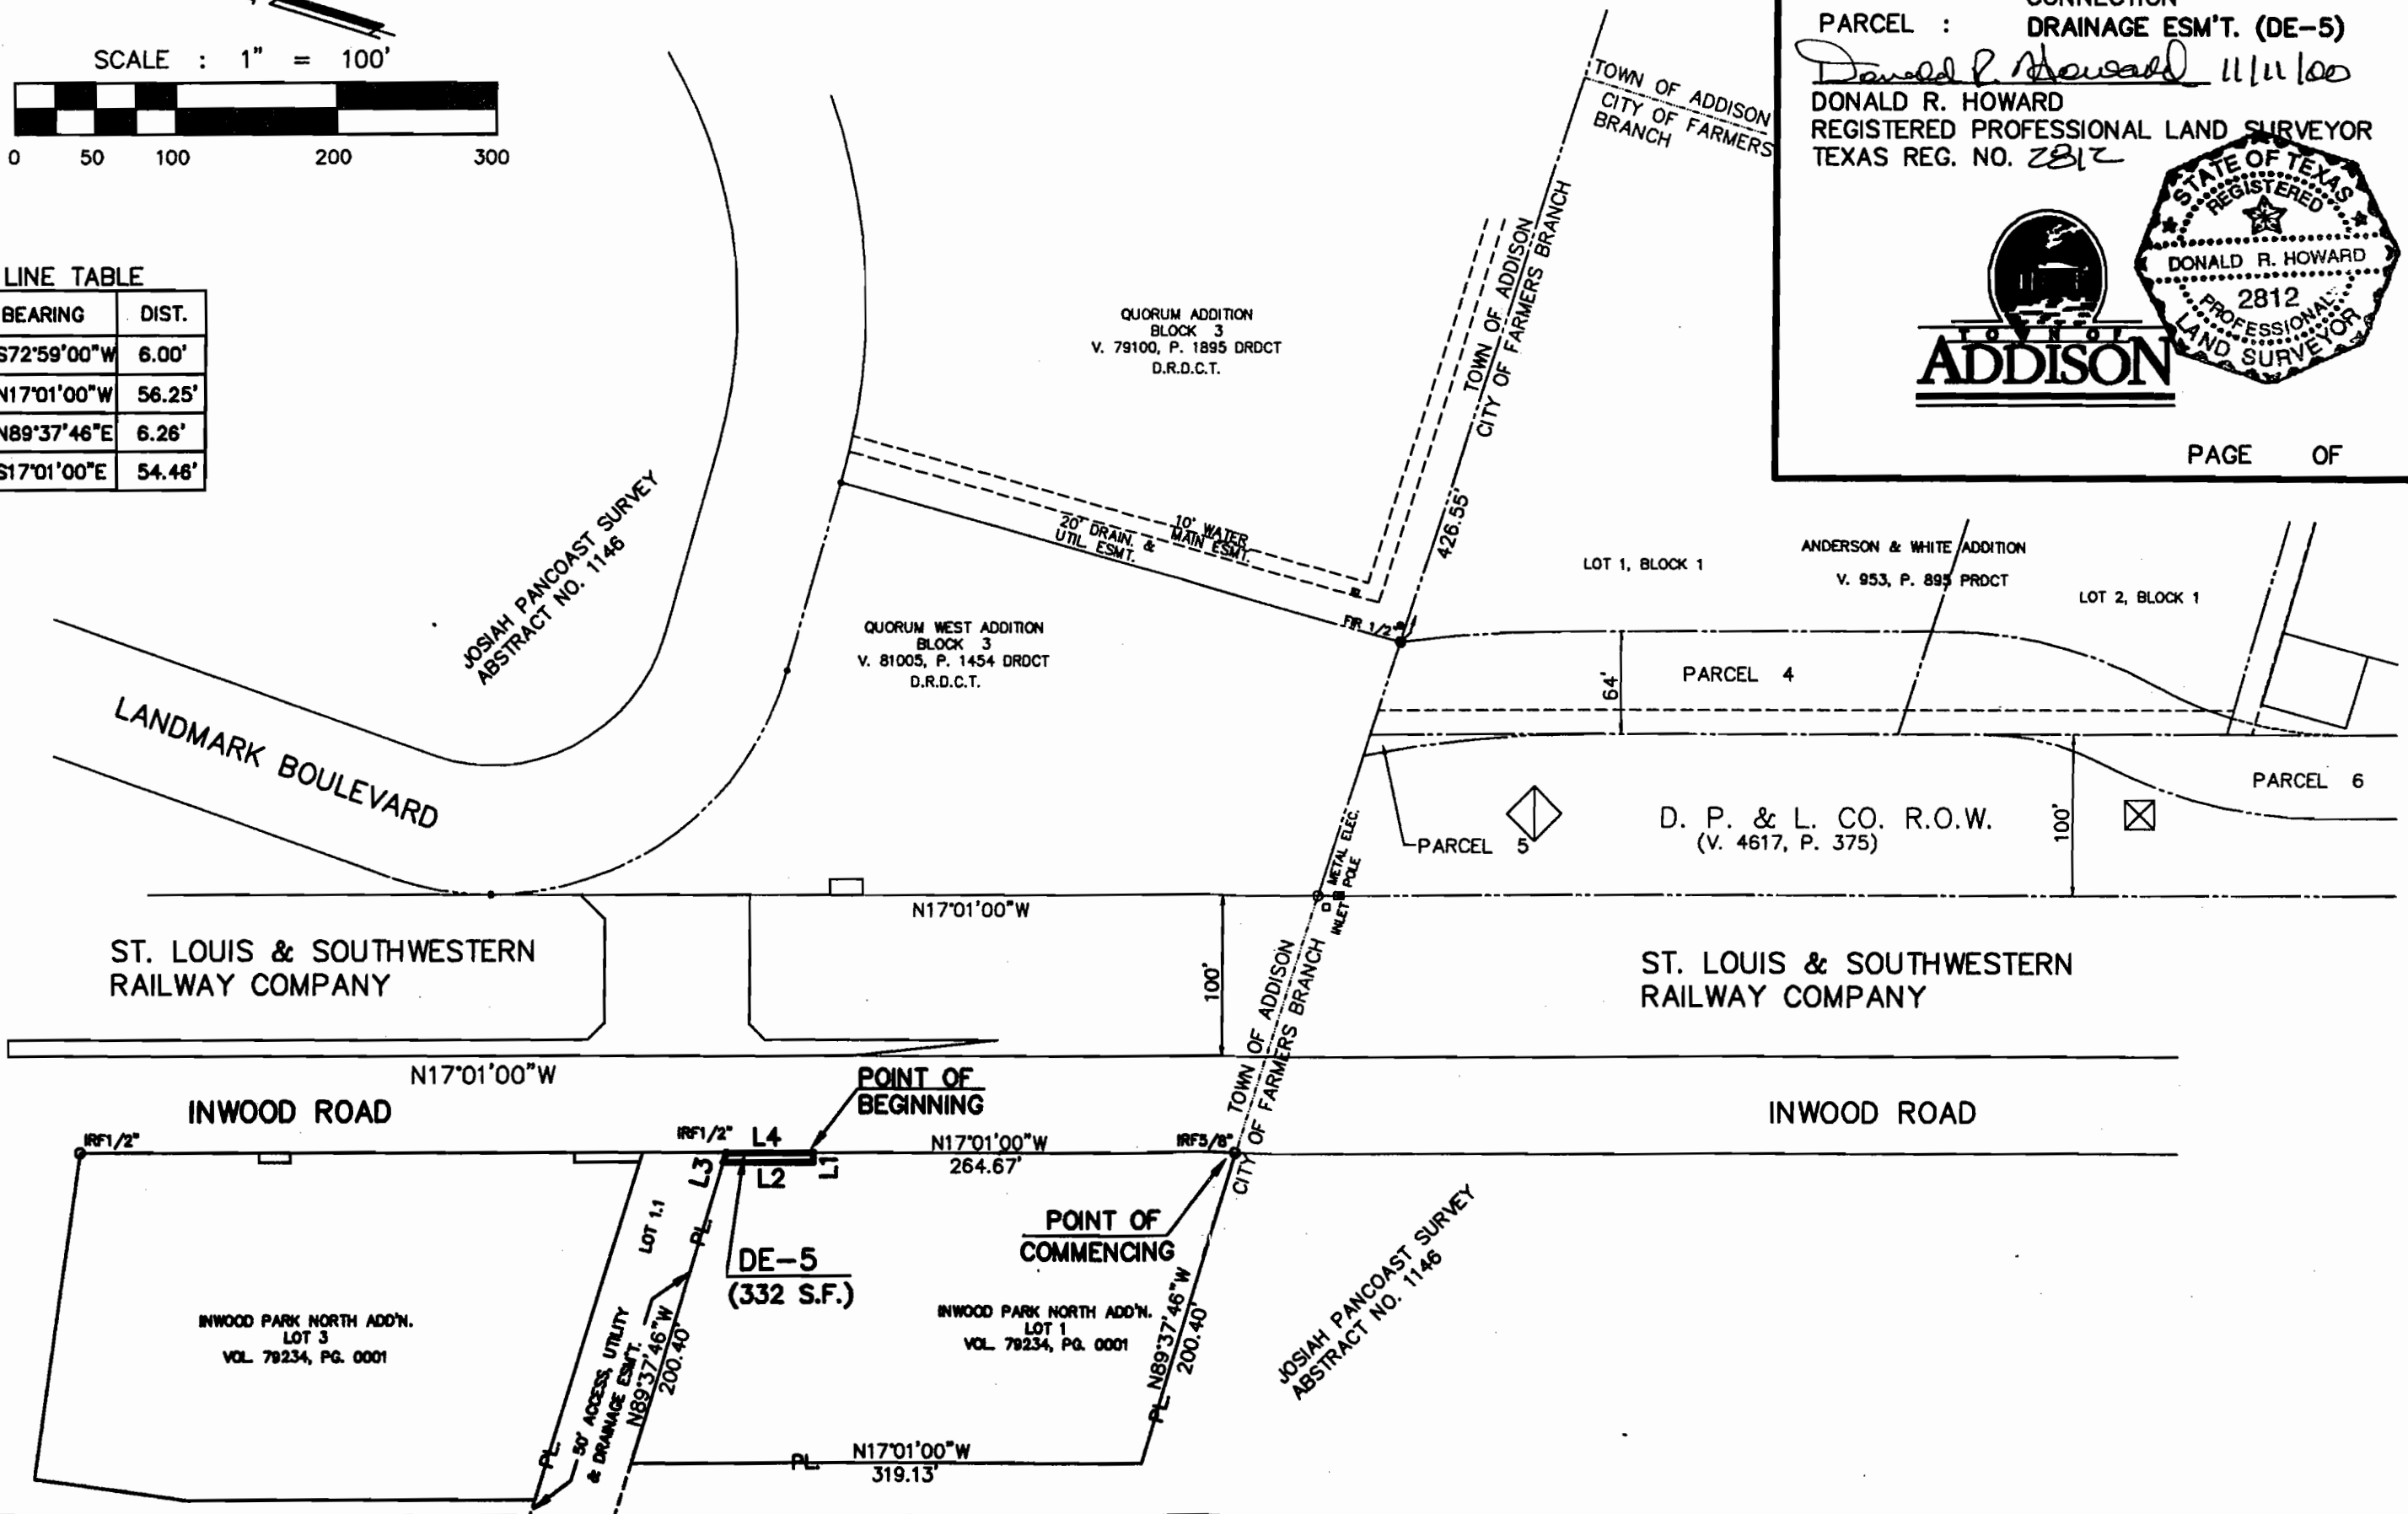 SCALE : 1" = 100'
0 50 100 200 300
LINE TABLE
BEARING DIST.
S72°59'00"W 6.00'
N17°01'00"W 56.25'
N89°37'46"E 6.26'
S17°01'00"E 54.46'
CONNECTION
PARCEL : DRAINAGE ESM'T. (DE-5)
Donald R. Howard 11/11/00
DONALD R. HOWARD
REGISTERED PROFESSIONAL LAND SURVEYOR
TEXAS REG. NO. 2812
STATE OF TEXAS
REGISTERED
DONALD R. HOWARD
2812
PROFESSIONAL
LAND SURVEYOR
TOWN OF
ADDISON
PAGE OF
TOWN OF ADDISON
CITY OF FARMERS
BRANCH
TOWN OF ADDISON
CITY OF FARMERS BRANCH
426.55'
QUORUM ADDITION
BLOCK 3
V. 79100, P. 1895 DRDCT
D.R.D.C.T.
JOSIAH PANCOAST SURVEY
ABSTRACT NO. 1146
10' WATER
MAIN ESMT.
20' DRAIN. &
UTIL. ESMT.
FIR 1/2"
QUORUM WEST ADDITION
BLOCK 3
V. 81005, P. 1454 DRDCT
D.R.D.C.T.
LOT 1, BLOCK 1
ANDERSON & WHITE ADDITION
V. 953, P. 895 PRDCT
LOT 2, BLOCK 1
64'
PARCEL 4
LANDMARK BOULEVARD
PARCEL 6
D. P. & L. CO. R.O.W.
(V. 4617, P. 375)
100'
PARCEL 5
METAL ELEC.
POLE
INLET
N17°01'00"W
ST. LOUIS & SOUTHWESTERN
RAILWAY COMPANY
100'
TOWN OF ADDISON
CITY OF FARMERS BRANCH
ST. LOUIS & SOUTHWESTERN
RAILWAY COMPANY
N17°01'00"W
POINT OF
BEGINNING
INWOOD ROAD
INWOOD ROAD
IRF1/2"
IRF1/2"
L4
N17°01'00"W
264.67'
IRF5/8"
L3
L2
L1
LOT 1.1
PL.
DE-5
(332 S.F.)
POINT OF
COMMENCING
JOSIAH PANCOAST SURVEY
ABSTRACT NO. 1146
INWOOD PARK NORTH ADD'N.
LOT 3
VOL. 79234, PG. 0001
PL.
50' ACCESS, UTILITY
& DRAINAGE ESM'T.
N89°37'46"W
200.40'
INWOOD PARK NORTH ADD'N.
LOT 1
VOL. 79234, PG. 0001
N89°37'46"W
200.40'
PL.
PL.
N17°01'00"W
319.13'